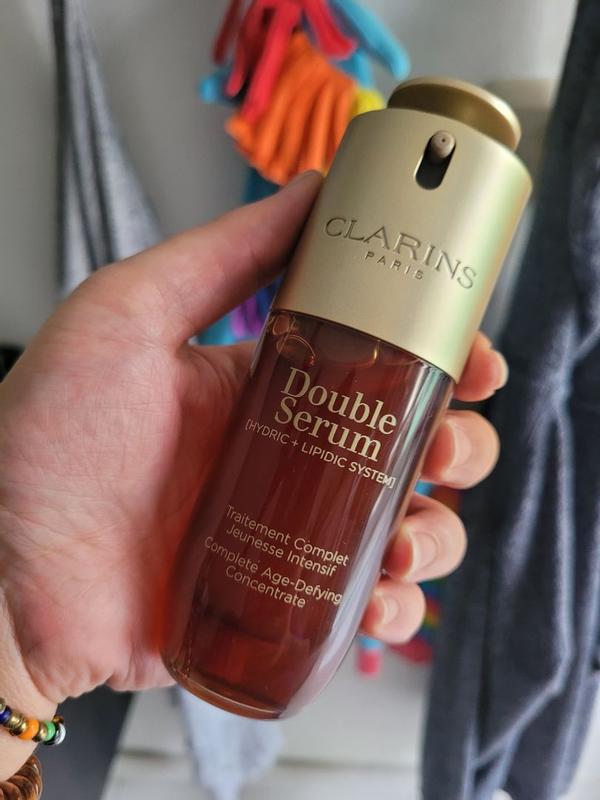 CLARINS
PARIS
Double
Serum
[HYDRIC + LIPIDIC SYSTEM]
Traitement Complet
Jeunesse Intensif
Complete Age-Defying
Concentrate